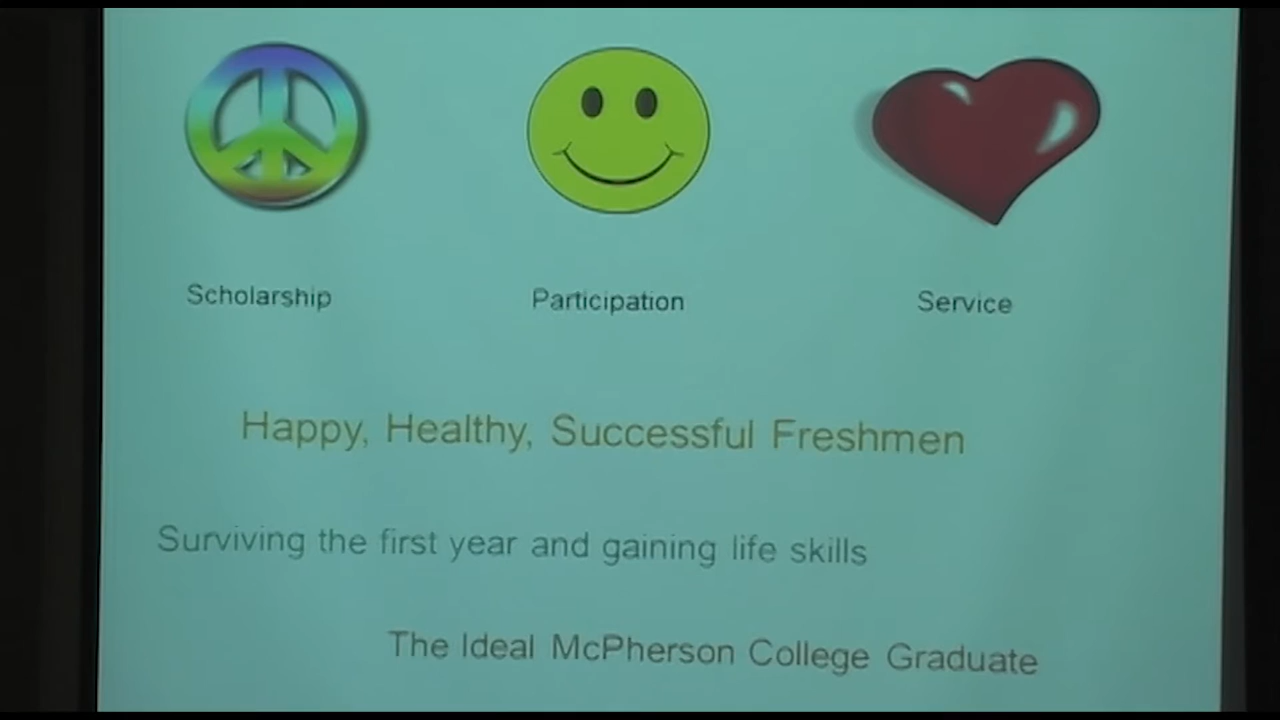 Scholarship Participation Service
Happy, Healthy, Successful Freshmen
Surviving the first year and gaining life skills
The Ideal McPherson College Graduate